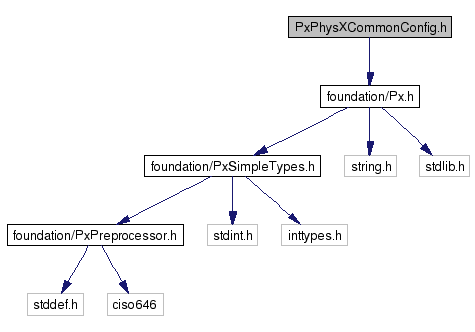 PxPhysXCommonConfig.h
foundation/Px.h
foundation/PxSimpleTypes.h
string.h
stdlib.h
foundation/PxPreprocessor.h
stdint.h
inttypes.h
stddef.h
ciso646